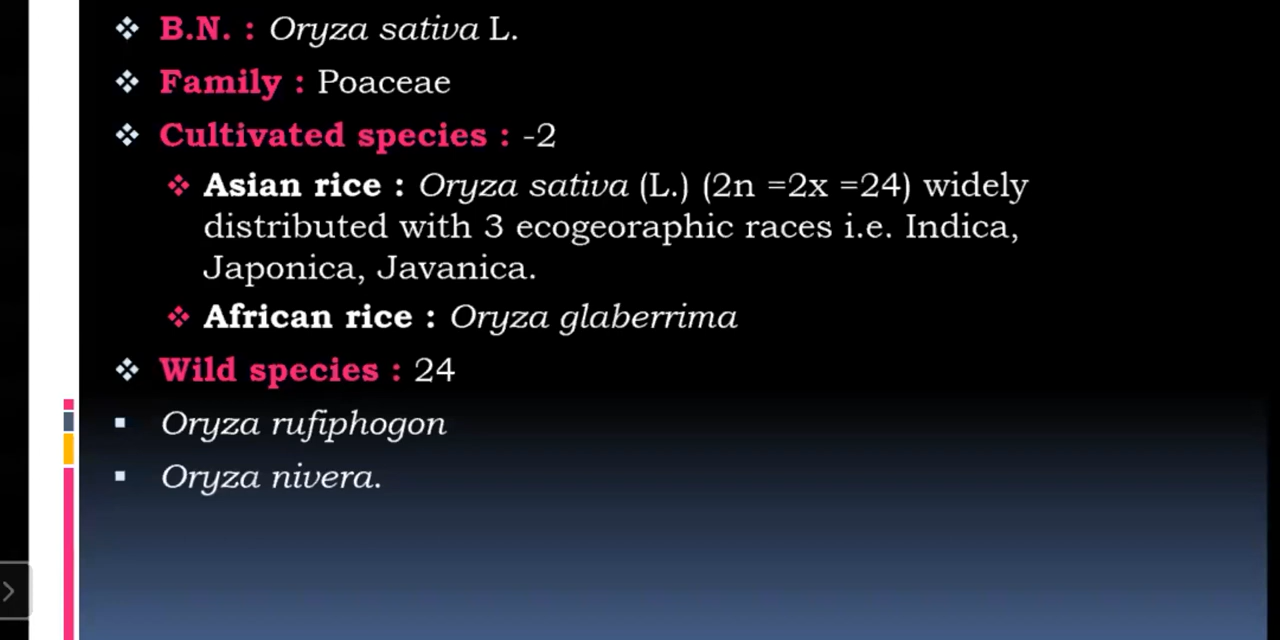 B.N. : Oryza sativa L.
Family : Poaceae
Cultivated species : -2
Asian rice : Oryza sativa (L.) (2n =2x =24) widely
distributed with 3 ecogeoraphic races i.e. Indica,
Japonica, Javanica.
African rice : Oryza glaberrima
Wild species : 24
Oryza rufiphogon
Oryza nivera.